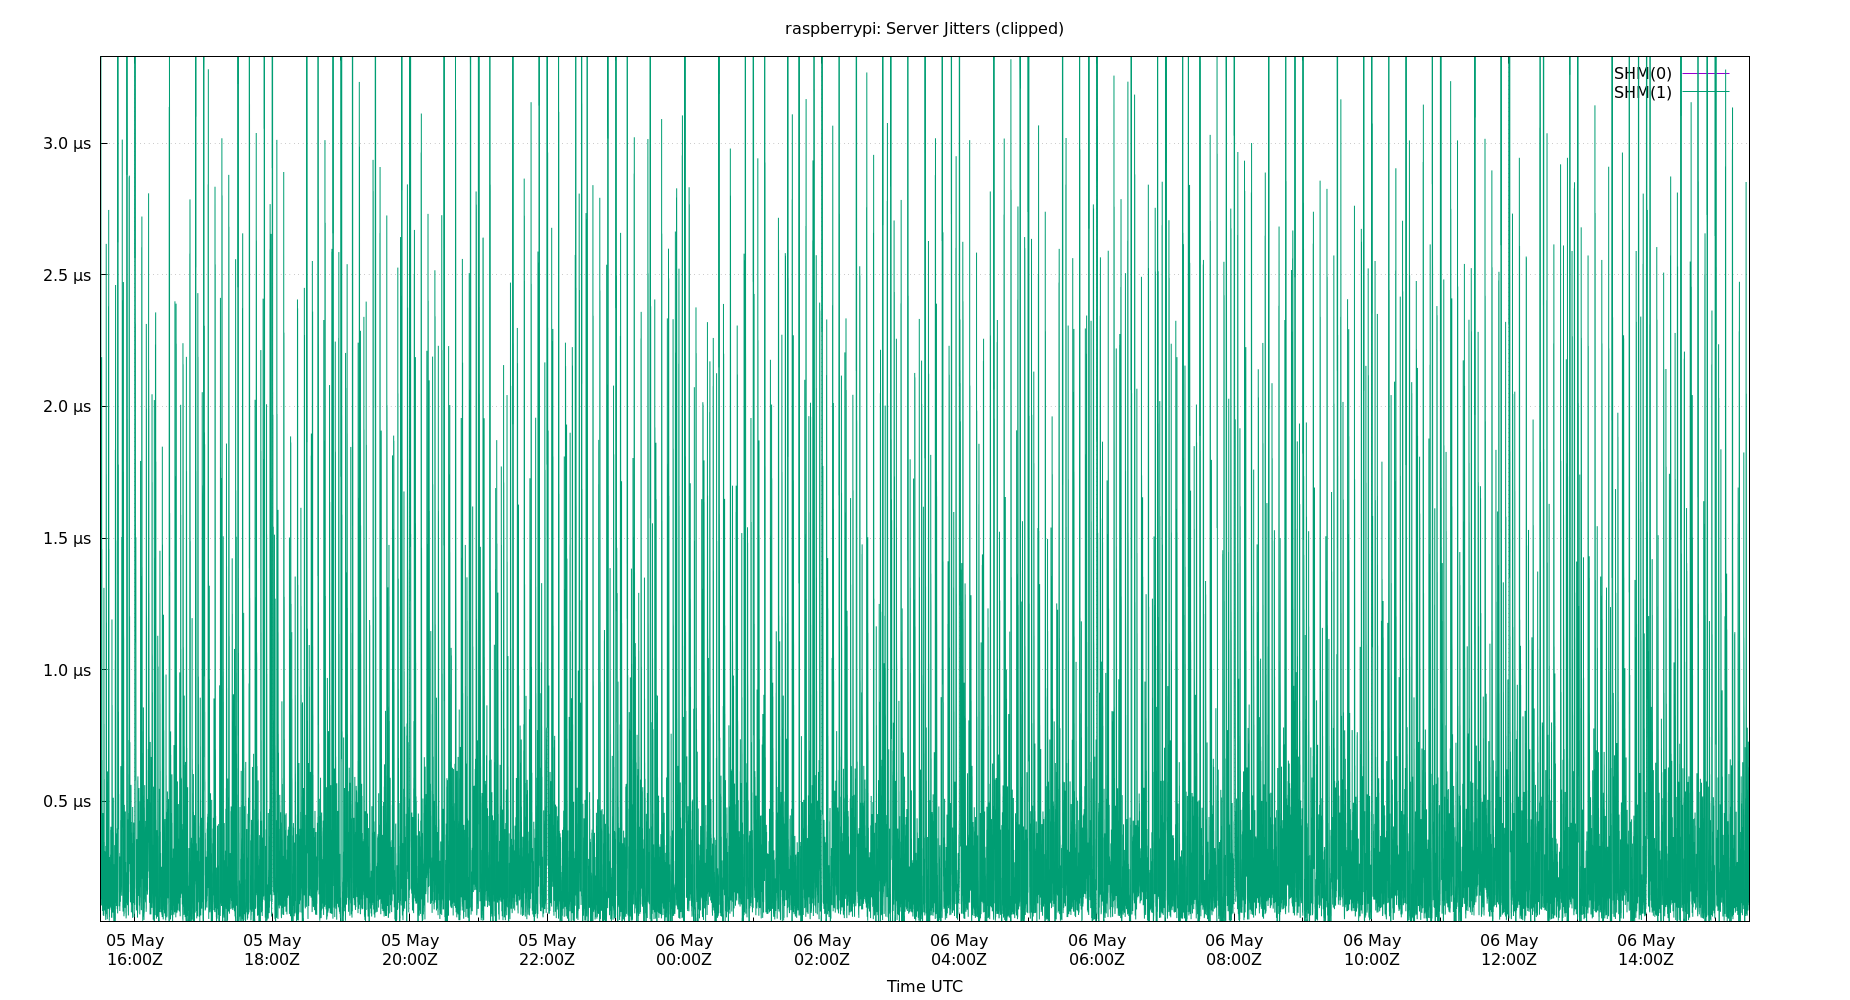 raspberrypi: Server Jitters (clipped)
SHM(0)
SHM(1)
3.0 µs
2.5 µs
2.0 µs
1.5 µs
1.0 µs
0.5 µs
05 May 05 May 05 May 05 May 06 May 06 May 06 May 06 May 06 May 06 May 06 May 06 May
16:00Z 18:00Z 20:00Z 22:00Z 00:00Z 02:00Z 04:00Z 06:00Z 08:00Z 10:00Z 12:00Z 14:00Z
Time UTC